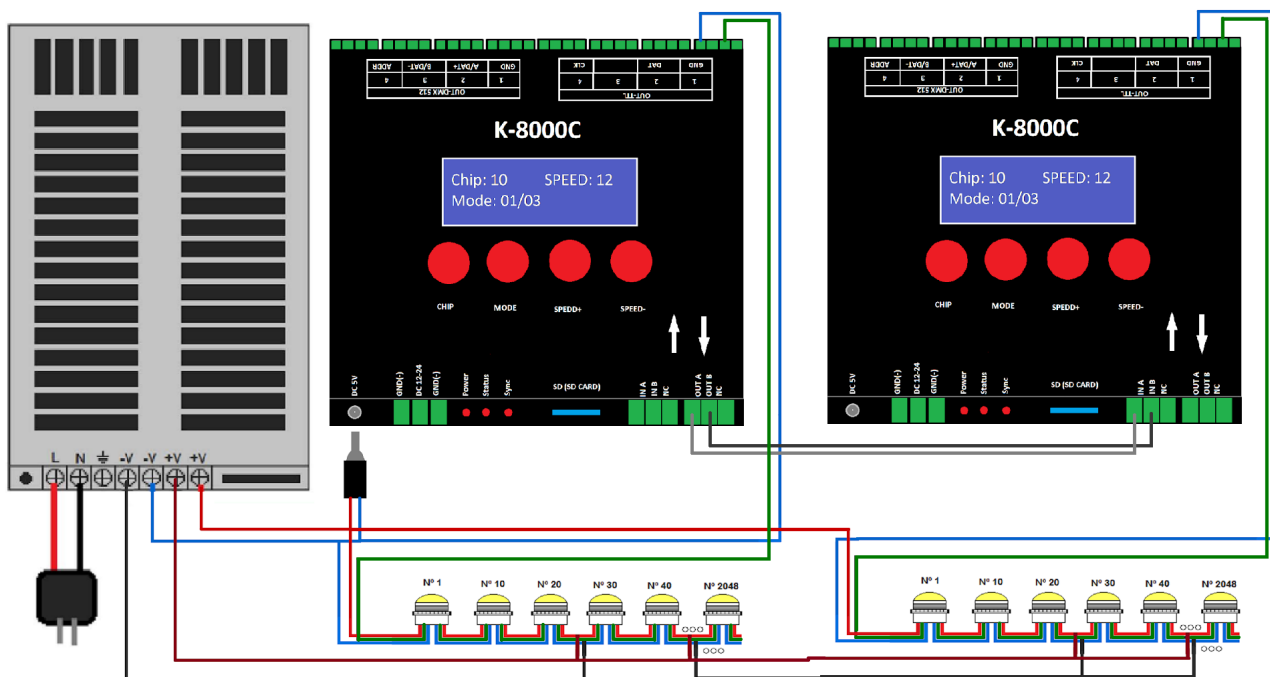 ADDR B/DAT- A/DAT+ GND
4 3 2 1
OUT-DMX 512
CLK DAT GND
4 3 2 1
OUT-TTL
K-8000C
Chip: 10 SPEED: 12
Mode: 01/03
CHIP MODE SPEDD+ SPEED-
DC 5V
GND(-)
DC 12-24
GND(-)
Power
Status
Sync
SD (SD CARD)
IN A
IN B
NC
OUT A
OUT B
NC
ADDR B/DAT- A/DAT+ GND
4 3 2 1
OUT-DMX 512
CLK DAT GND
4 3 2 1
OUT-TTL
K-8000C
Chip: 10 SPEED: 12
Mode: 01/03
CHIP MODE SPEDD+ SPEED-
DC 5V
GND(-)
DC 12-24
GND(-)
Power
Status
Sync
SD (SD CARD)
IN A
IN B
NC
OUT A
OUT B
NC
L N -V -V +V +V
Nº 1 Nº 10 Nº 20 Nº 30 Nº 40 Nº 2048
Nº 1 Nº 10 Nº 20 Nº 30 Nº 40 Nº 2048